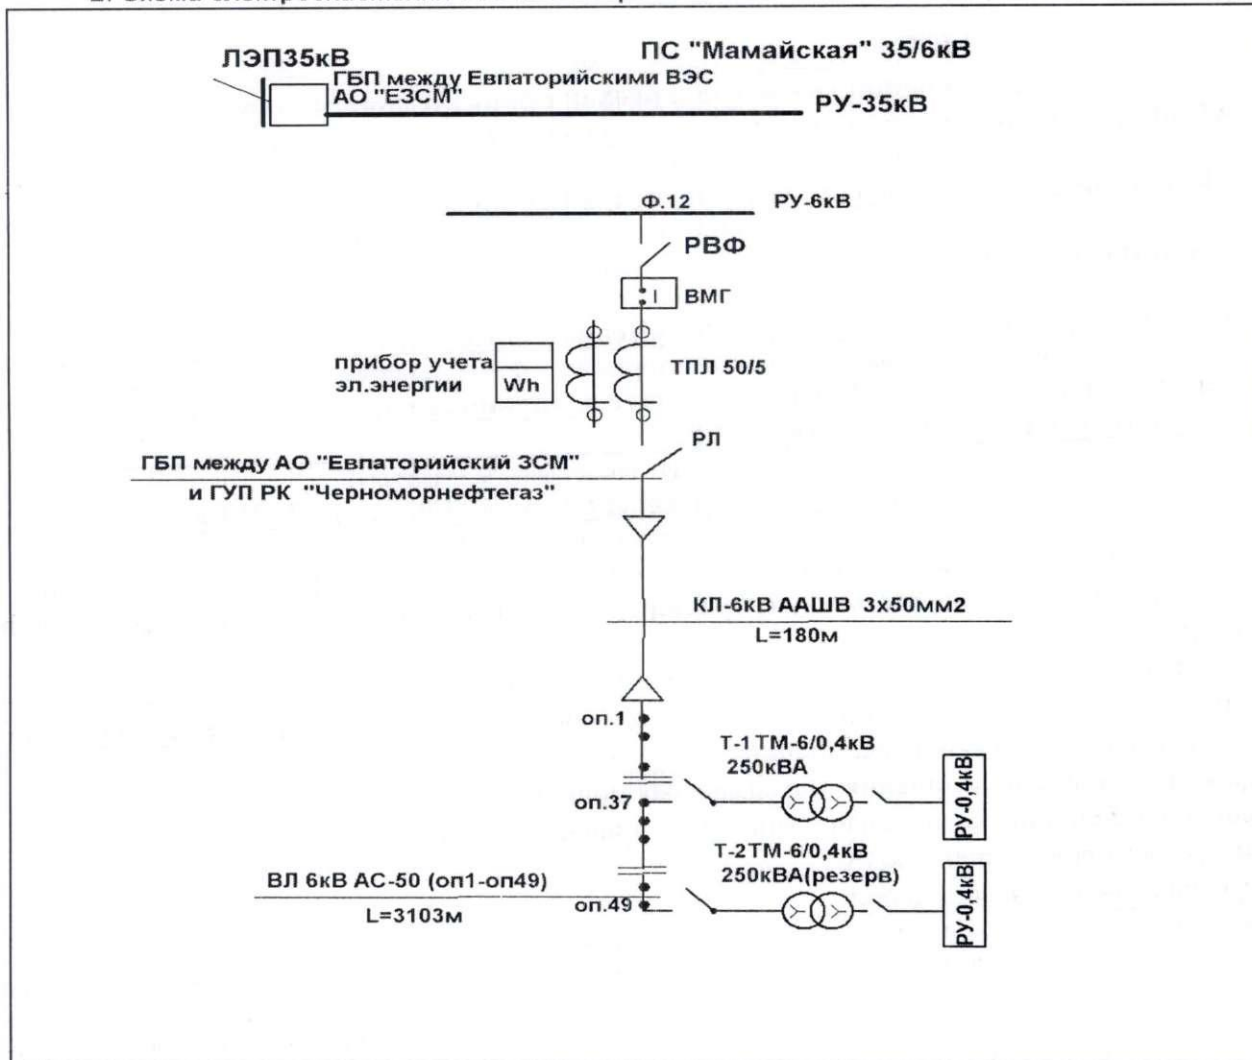 ЛЭП35кВ
ПС "Мамайская" 35/6кВ
ГБП между Евпаторийскими ВЭС
АО "ЕЗСМ"
РУ-35кВ
Ф.12
РУ-6кВ
РВФ
ВМГ
прибор учета
эл.энергии
Wh
ТПЛ 50/5
РЛ
ГБП между АО "Евпаторийский ЗСМ"
и ГУП РК "Черноморнефтегаз"
КЛ-6кВ ААШВ 3х50мм2
L=180м
оп.1
Т-1 ТМ-6/0,4кВ
250кВА
РУ-0,4кВ
оп.37
Т-2ТМ-6/0,4кВ
250кВА(резерв)
РУ-0,4кВ
ВЛ 6кВ АС-50 (оп1-оп49)
L=3103м
оп.49